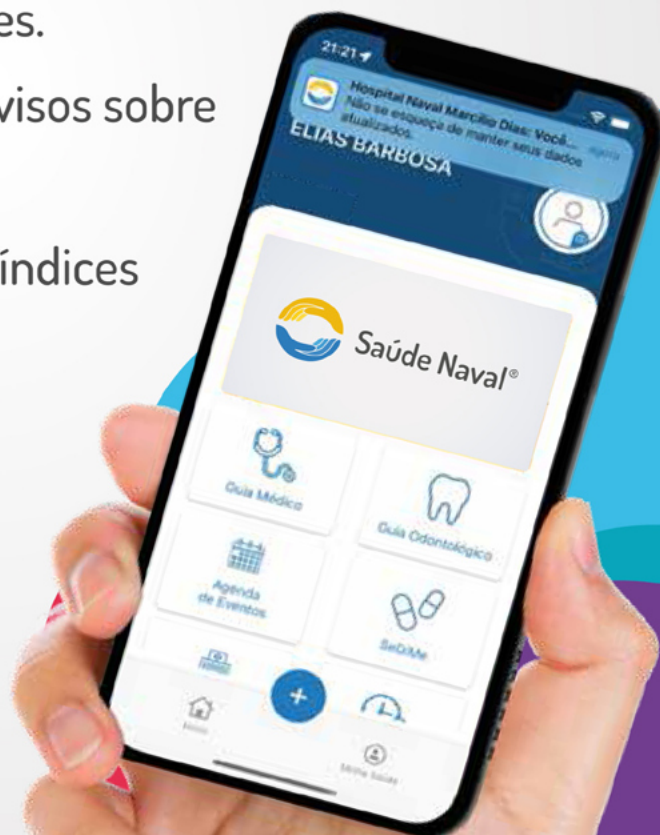 es.
visos sobre
índices
21:21
Hospital Naval Marcílio Dias: Você...
agora
Não se esqueça de manter seus dados
atualizados.
ELIAS BARBOSA
Saúde Naval®
Guia Médico
Guia Odontológico
Agenda
de Eventos
SeDiMe
Início
Minha Saúde